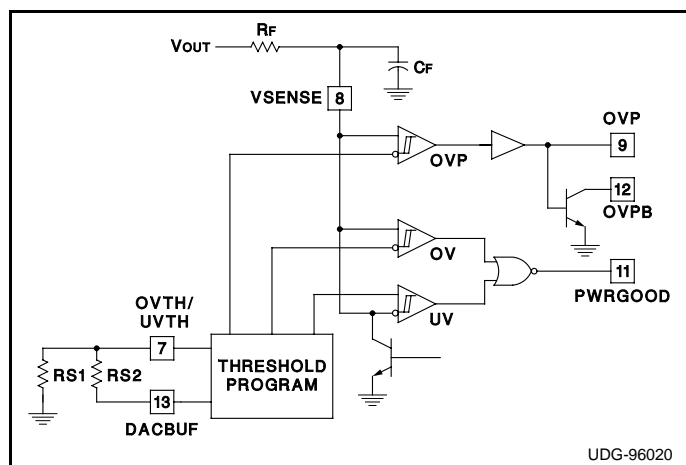 RF
VOUT
CF
VSENSE 8
OVP
OVP
9
12
OVPB
OV
11
PWRGOOD
OVTH/
UVTH
UV
7
THRESHOLD
PROGRAM
RS1
RS2
13
DACBUF
UDG-96020